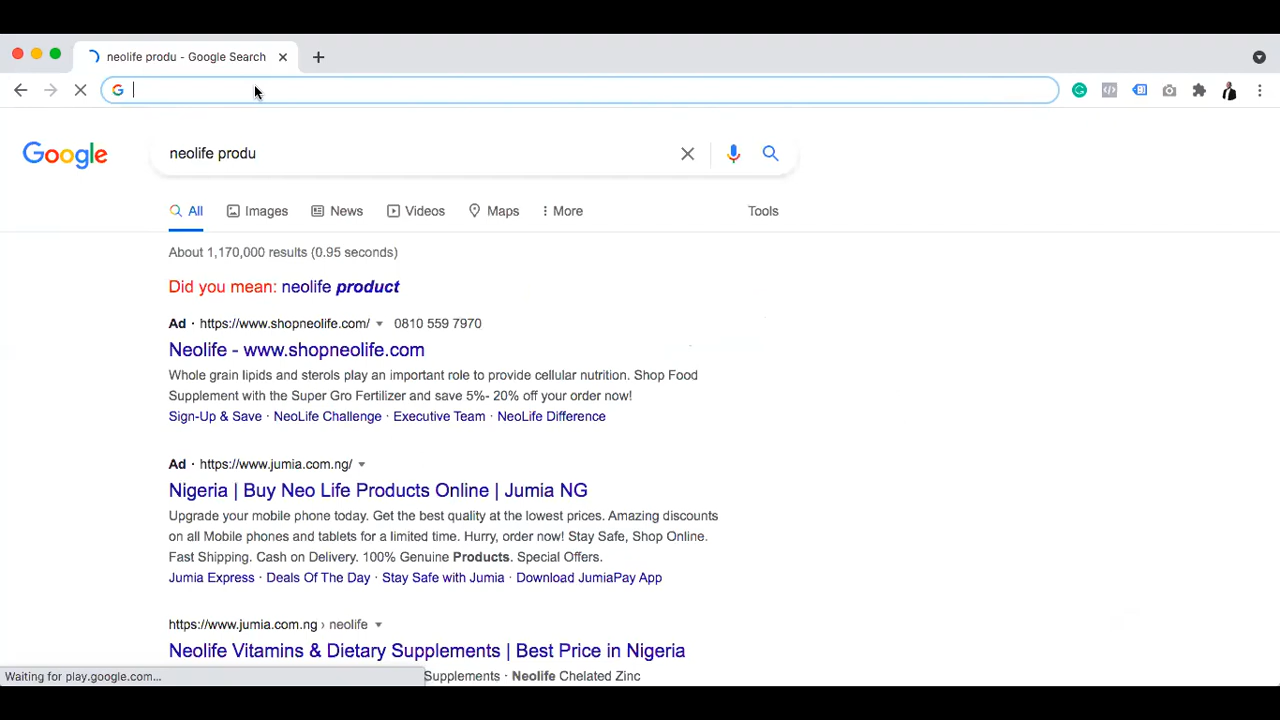 neolife produ - Google Search
Google
neolife produ
All Images News Videos Maps More Tools
About 1,170,000 results (0.95 seconds)
Did you mean: neolife product
Ad · https://www.shopneolife.com/ 0810 559 7970
Neolife - www.shopneolife.com
Whole grain lipids and sterols play an important role to provide cellular nutrition. Shop Food
Supplement with the Super Gro Fertilizer and save 5%- 20% off your order now!
Sign-Up & Save · NeoLife Challenge · Executive Team · NeoLife Difference
Ad · https://www.jumia.com.ng/
Nigeria | Buy Neo Life Products Online | Jumia NG
Upgrade your mobile phone today. Get the best quality at the lowest prices. Amazing discounts
on all Mobile phones and tablets for a limited time. Hurry, order now! Stay Safe, Shop Online.
Fast Shipping. Cash on Delivery. 100% Genuine Products. Special Offers.
Jumia Express · Deals Of The Day · Stay Safe with Jumia · Download JumiaPay App
https://www.jumia.com.ng › neolife
Neolife Vitamins & Dietary Supplements | Best Price in Nigeria
Waiting for play.google.com... Supplements · Neolife Chelated Zinc